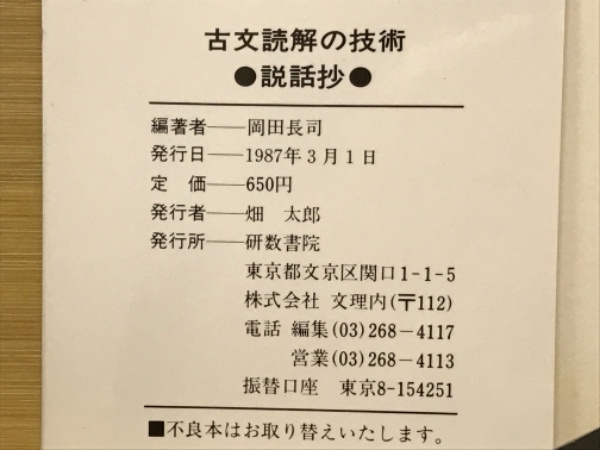 古文読解の技術
●説話抄●
編著者――岡田長司
発行日――1987年3月1日
定　価――650円
発行者――畑　太郎
発行所――研数書院
東京都文京区関口1-1-5
株式会社 文理内(〒112)
電話 編集(03)268－4117
営業(03)268－4113
振替口座　東京8-154251
■不良本はお取り替えいたします。